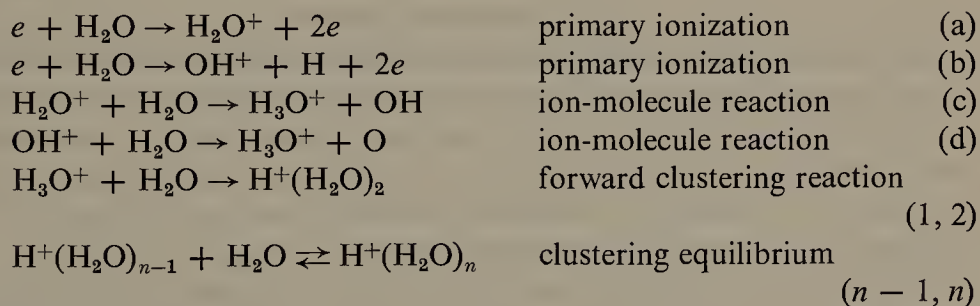 e + H₂O → H₂O⁺ + 2e primary ionization (a)
e + H₂O → OH⁺ + H + 2e primary ionization (b)
H₂O⁺ + H₂O → H₃O⁺ + OH ion-molecule reaction (c)
OH⁺ + H₂O → H₃O⁺ + O ion-molecule reaction (d)
H₃O⁺ + H₂O → H⁺(H₂O)₂ forward clustering reaction
(1, 2)
H⁺(H₂O)ₙ₋₁ + H₂O ⇄ H⁺(H₂O)ₙ clustering equilibrium
(n − 1, n)